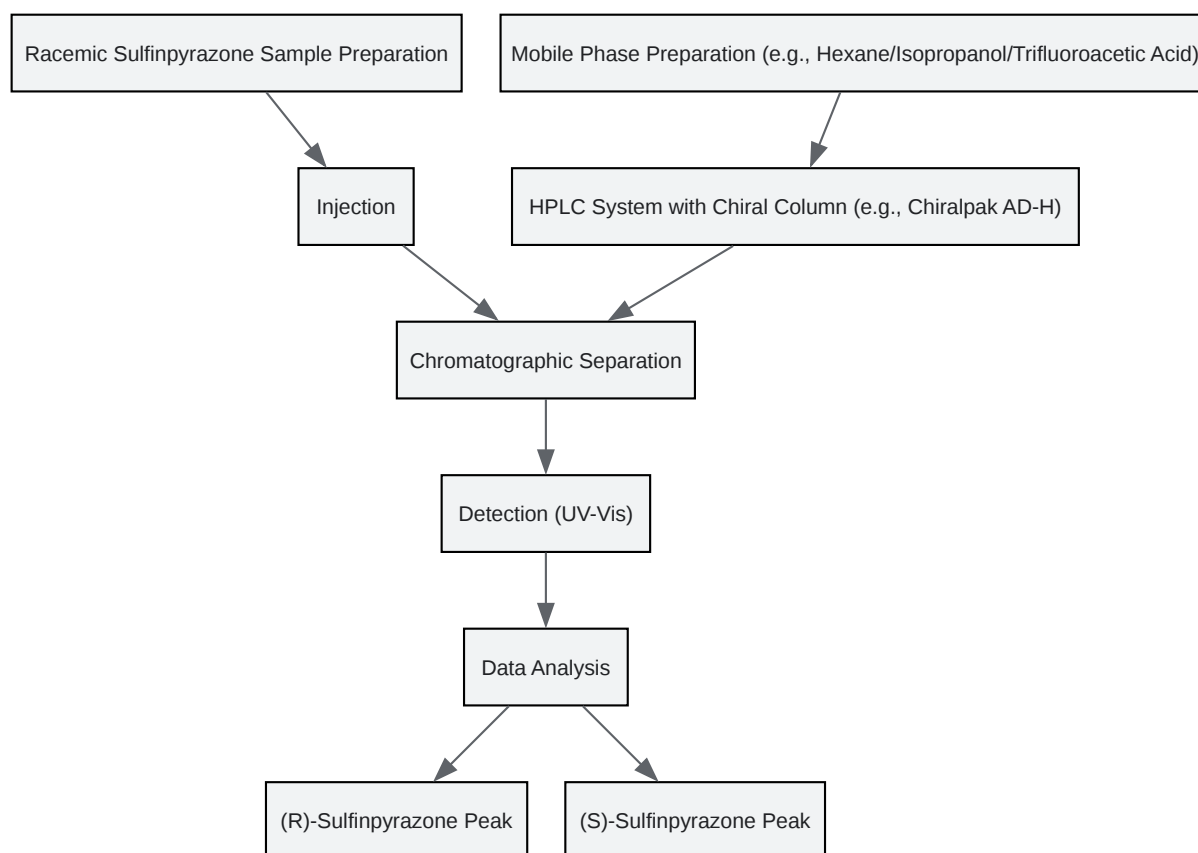 Racemic Sulfinpyrazone Sample Preparation
Mobile Phase Preparation (e.g., Hexane/Isopropanol/Trifluoroacetic Acid)
Injection
HPLC System with Chiral Column (e.g., Chiralpak AD-H)
Chromatographic Separation
Detection (UV-Vis)
Data Analysis
(R)-Sulfinpyrazone Peak
(S)-Sulfinpyrazone Peak